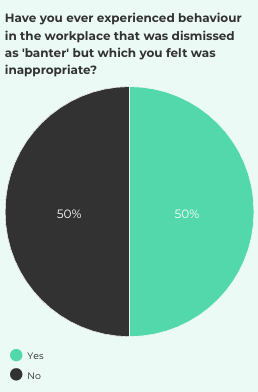 Have you ever experienced behaviour
in the workplace that was dismissed
as 'banter' but which you felt was
inappropriate?
50%
50%
Yes
No